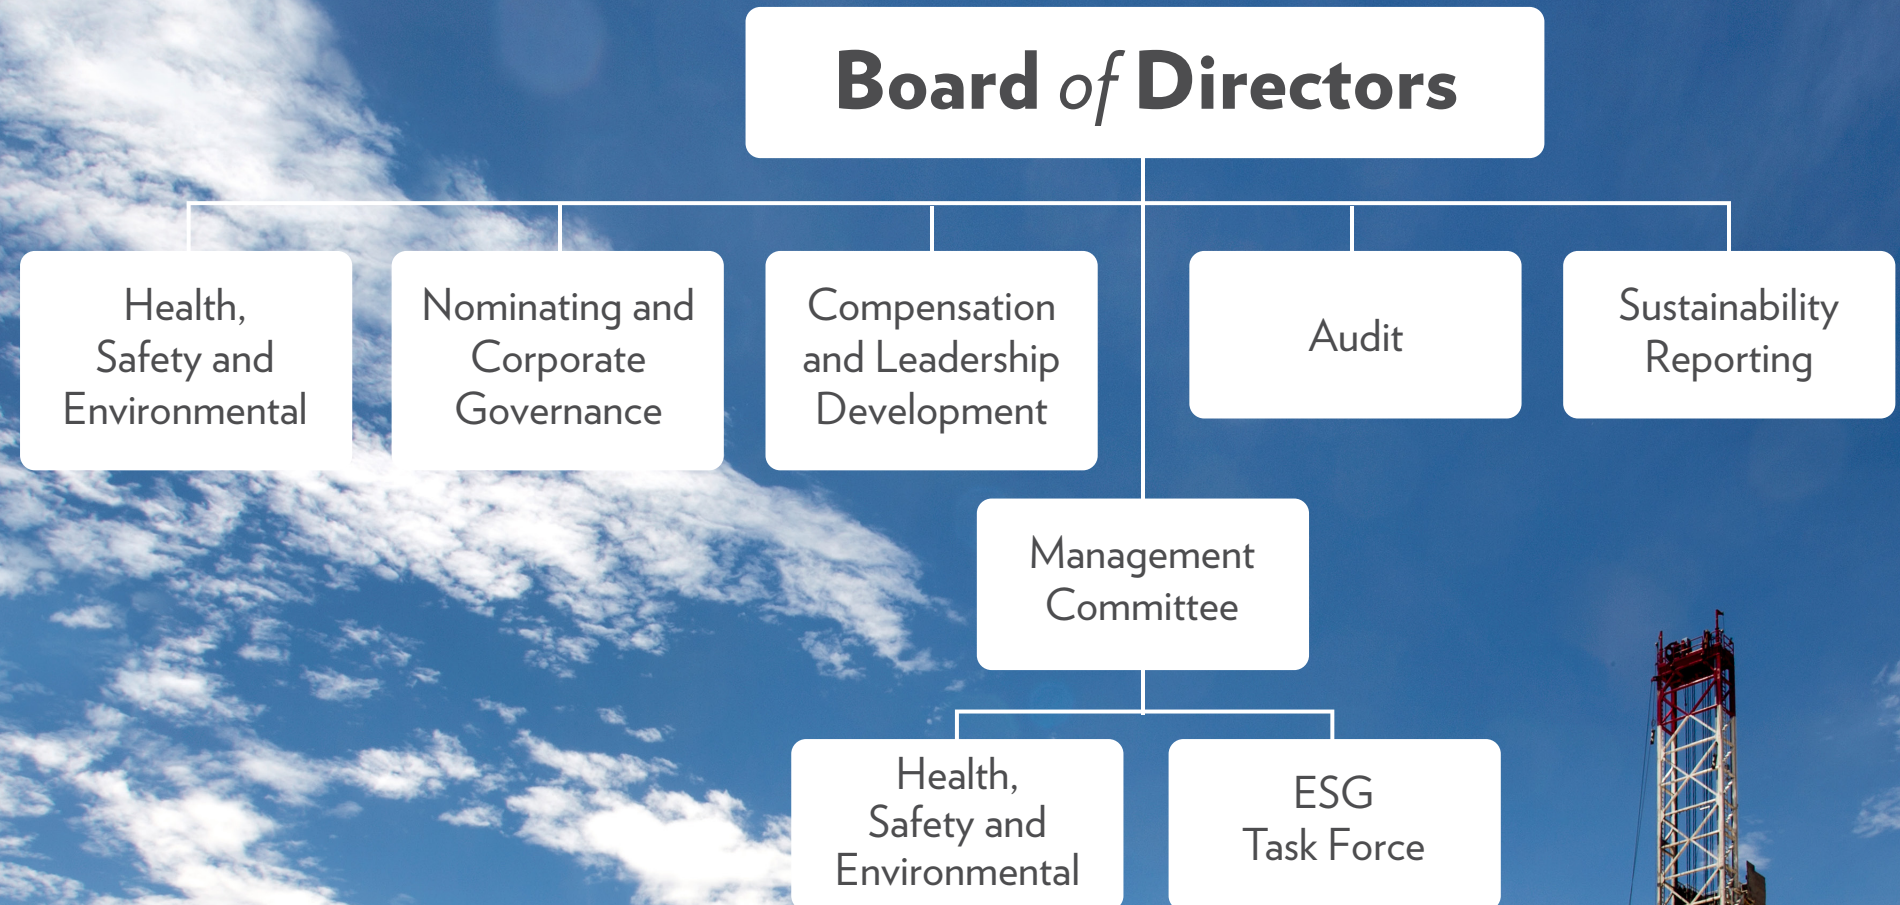 Board of Directors
Health,
Safety and
Environmental
Nominating and
Corporate
Governance
Compensation
and Leadership
Development
Audit
Sustainability
Reporting
Management
Committee
Health,
Safety and
Environmental
ESG
Task Force